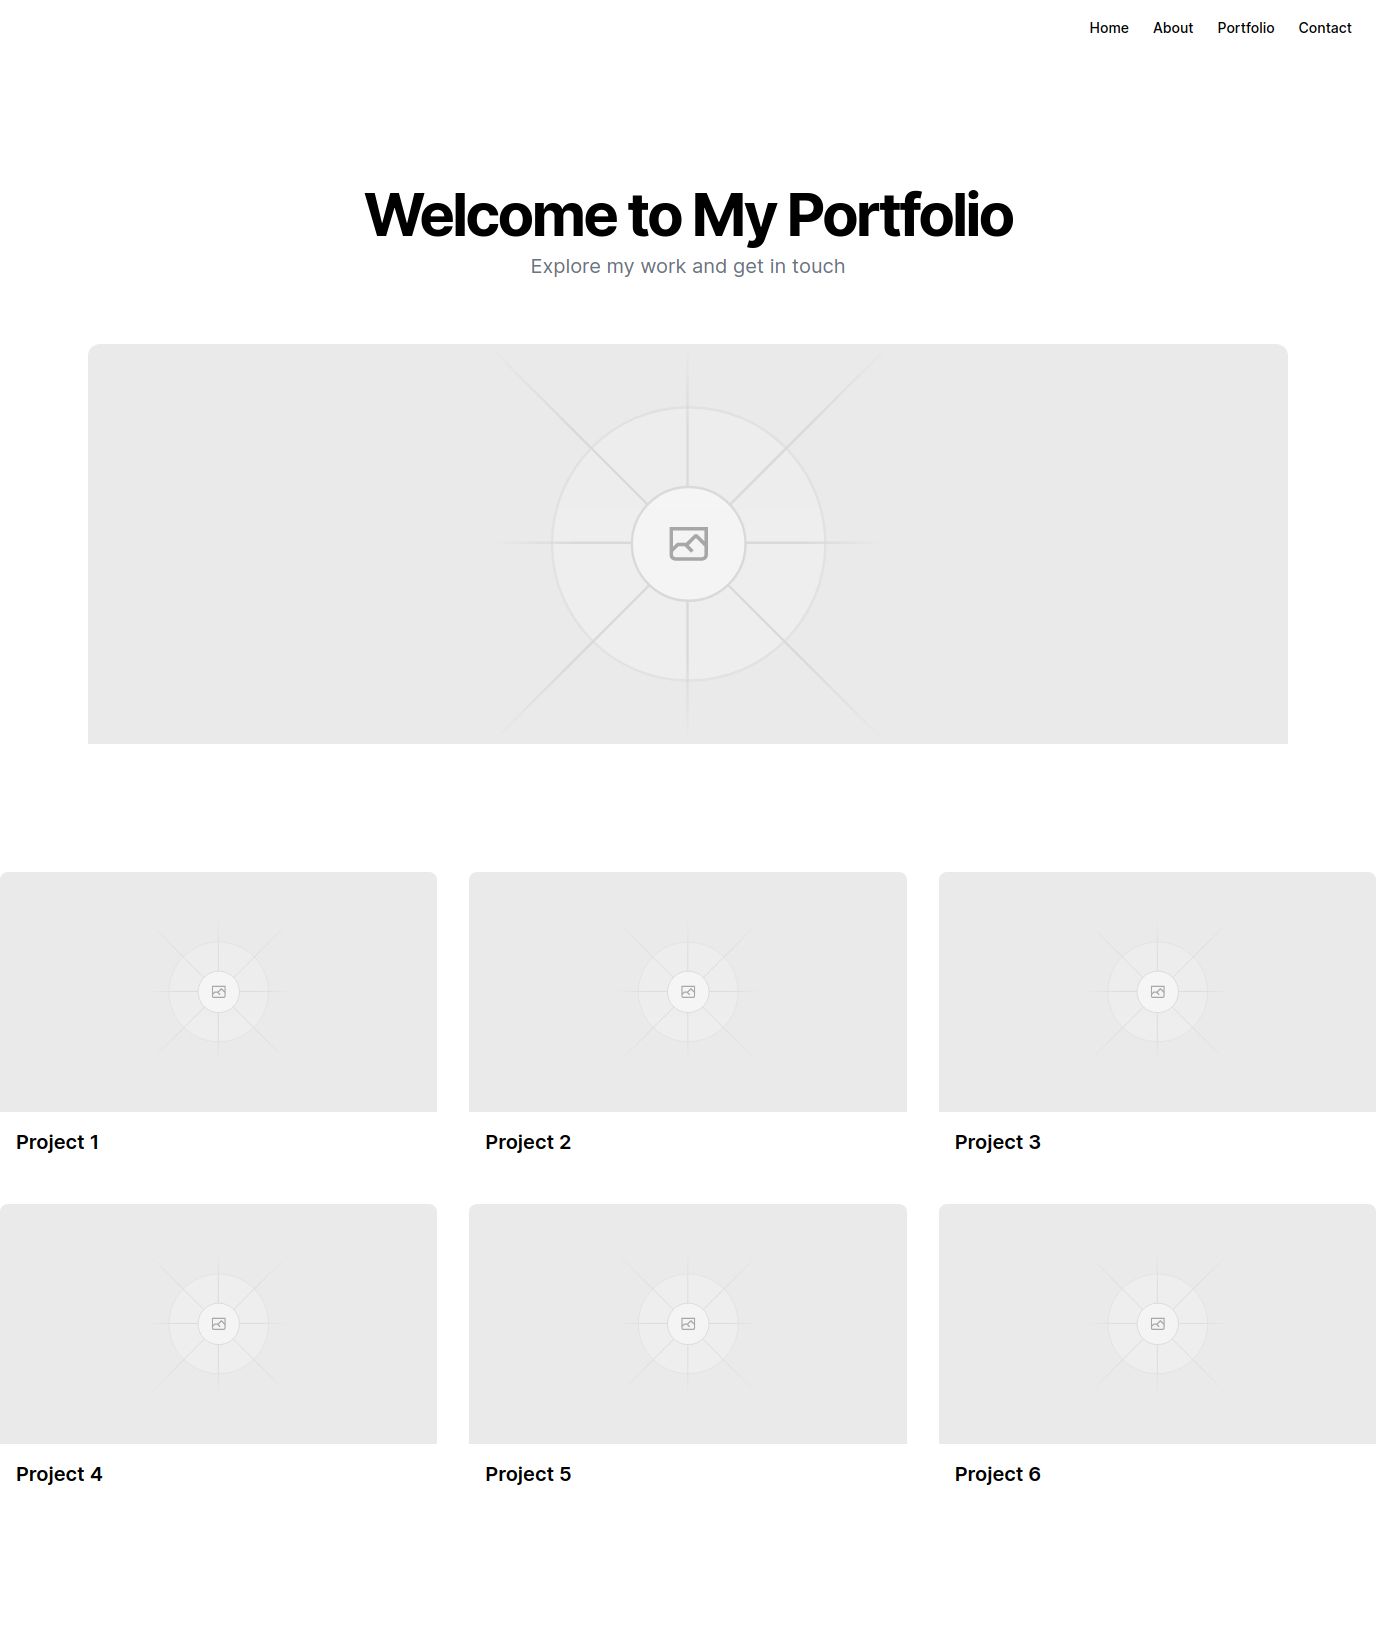 Home About Portfolio Contact
Welcome to My Portfolio
Explore my work and get in touch
Project 1
Project 2
Project 3
Project 4
Project 5
Project 6